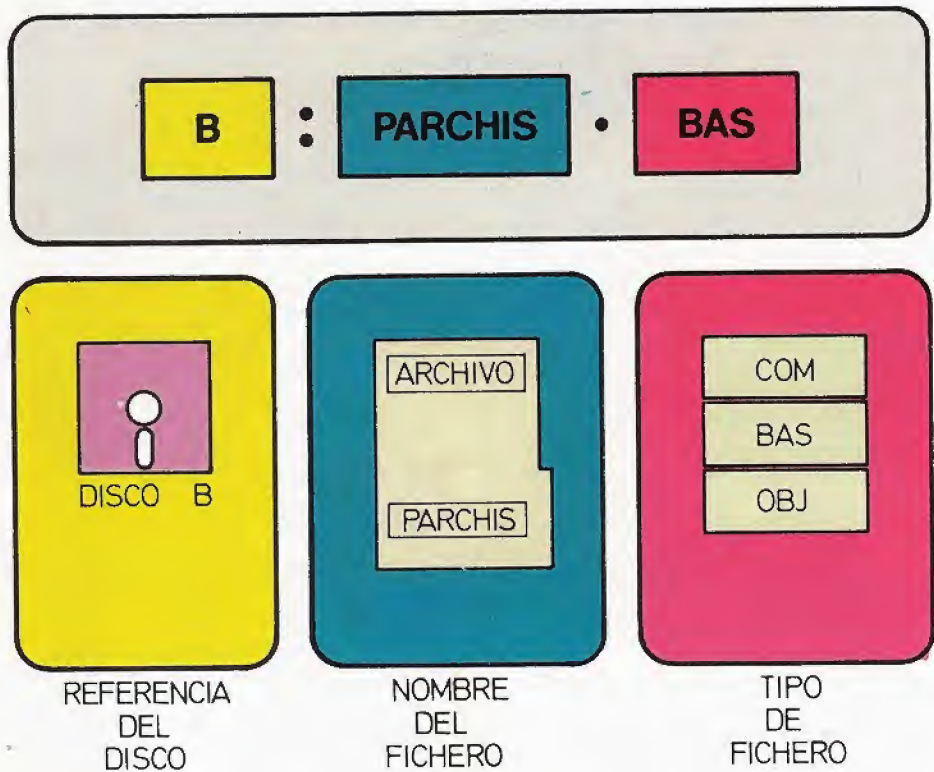 B : PARCHIS . BAS
DISCO B
ARCHIVO
PARCHIS
COM
BAS
OBJ
REFERENCIA
DEL
DISCO
NOMBRE
DEL
FICHERO
TIPO
DE
FICHERO